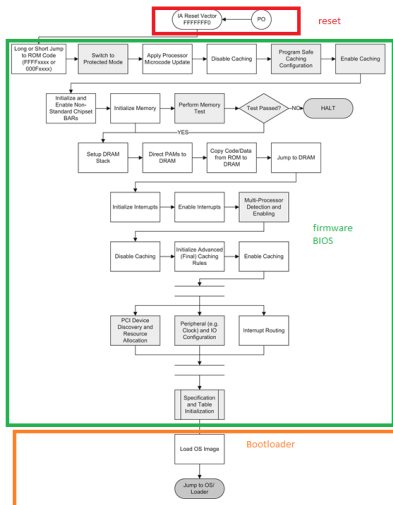 IA Reset Vector
FFFFFFF0
PO
reset
Long or Short Jump
to ROM Code
(FFFFxxxx or
000Fxxxx)
Switch to
Protected Mode
Apply Processor
Microcode Update
Disable Caching
Program Safe
Caching
Configuration
Enable Caching
Initialize and
Enable Non-
Standard Chipset
BARs
Initialize Memory
Perform Memory
Test
Test Passed?
NO
HALT
YES
Setup DRAM
Stack
Direct PAMs to
DRAM
Copy Code/Data
from ROM to
DRAM
Jump to DRAM
Initialize Interrupts
Enable Interrupts
Multi-Processor
Detection and
Enabling
firmware
BIOS
Disable Caching
Initialize Advanced
(Final) Caching
Rules
Enable Caching
PCI Device
Discovery and
Resource
Allocation
Peripheral (e.g.
Clock) and IO
Configuration
Interrupt Routing
Specification
and Table
Initialization
Bootloader
Load OS Image
Jump to OS/
Loader